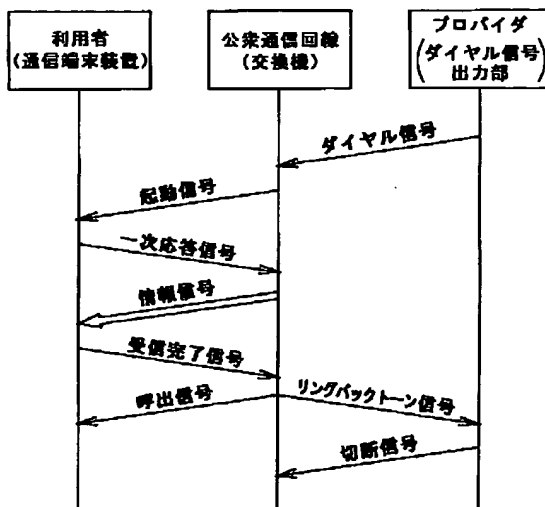 利用者
(通信端末装置)
公衆通信回線
(交換機)
プロバイダ
(ダイヤル信号
出力部)
ダイヤル信号
起動信号
一次応答信号
情報信号
受信完了信号
呼出信号
リングバックトーン信号
切断信号